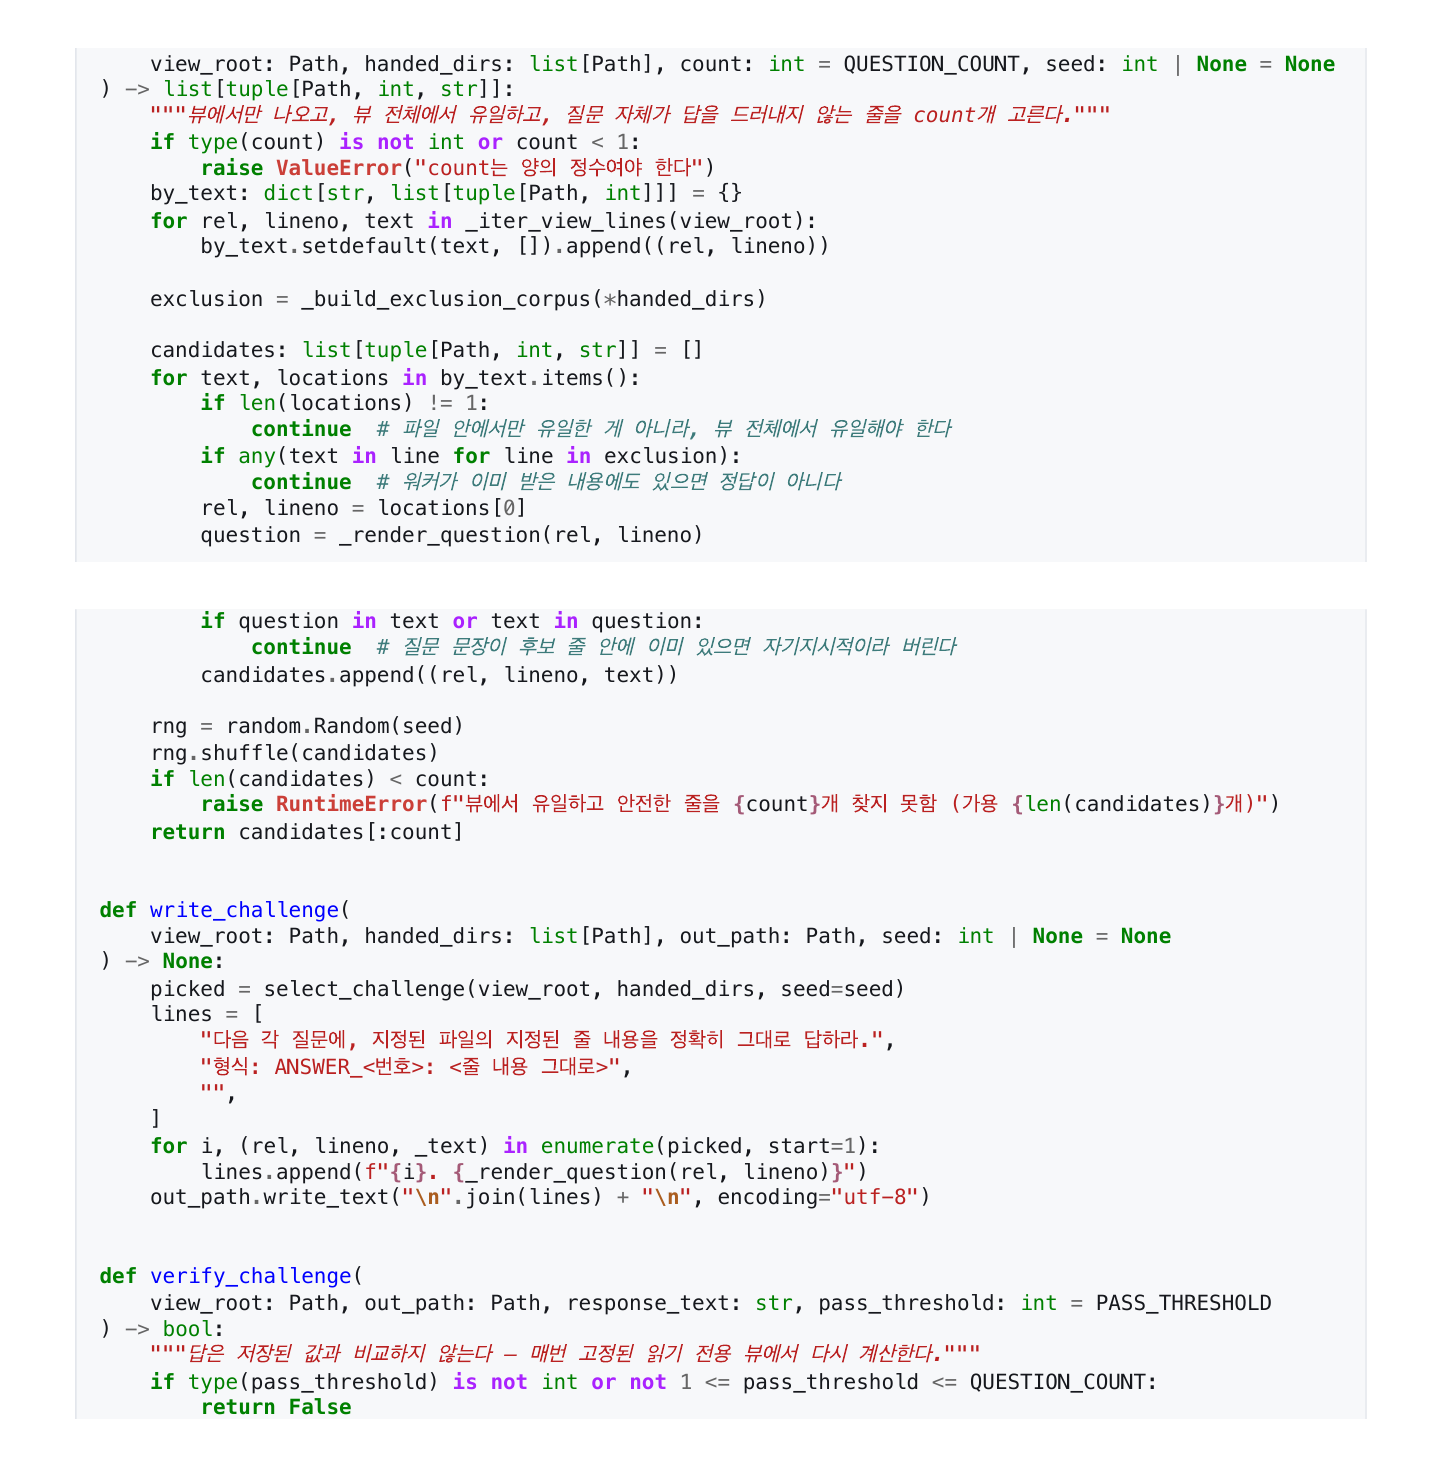 view_root: Path, handed_dirs: list[Path], count: int = QUESTION_COUNT, seed: int | None = None
) -> list[tuple[Path, int, str]]:
    """뷰에서만 나오고, 뷰 전체에서 유일하고, 질문 자체가 답을 드러내지 않는 줄을 count개 고른다."""
    if type(count) is not int or count < 1:
        raise ValueError("count는 양의 정수여야 한다")
    by_text: dict[str, list[tuple[Path, int]]] = {}
    for rel, lineno, text in _iter_view_lines(view_root):
        by_text.setdefault(text, []).append((rel, lineno))

    exclusion = _build_exclusion_corpus(*handed_dirs)

    candidates: list[tuple[Path, int, str]] = []
    for text, locations in by_text.items():
        if len(locations) != 1:
            continue  # 파일 안에서만 유일한 게 아니라, 뷰 전체에서 유일해야 한다
        if any(text in line for line in exclusion):
            continue  # 워커가 이미 받은 내용에도 있으면 정답이 아니다
        rel, lineno = locations[0]
        question = _render_question(rel, lineno)

        if question in text or text in question:
            continue  # 질문 문장이 후보 줄 안에 이미 있으면 자기지시적이라 버린다
        candidates.append((rel, lineno, text))

    rng = random.Random(seed)
    rng.shuffle(candidates)
    if len(candidates) < count:
        raise RuntimeError(f"뷰에서 유일하고 안전한 줄을 {count}개 찾지 못함 (가용 {len(candidates)}개)")
    return candidates[:count]


def write_challenge(
    view_root: Path, handed_dirs: list[Path], out_path: Path, seed: int | None = None
) -> None:
    picked = select_challenge(view_root, handed_dirs, seed=seed)
    lines = [
        "다음 각 질문에, 지정된 파일의 지정된 줄 내용을 정확히 그대로 답하라.",
        "형식: ANSWER_<번호>: <줄 내용 그대로>",
        "",
    ]
    for i, (rel, lineno, _text) in enumerate(picked, start=1):
        lines.append(f"{i}. {_render_question(rel, lineno)}")
    out_path.write_text("\n".join(lines) + "\n", encoding="utf-8")


def verify_challenge(
    view_root: Path, out_path: Path, response_text: str, pass_threshold: int = PASS_THRESHOLD
) -> bool:
    """답은 저장된 값과 비교하지 않는다 — 매번 고정된 읽기 전용 뷰에서 다시 계산한다."""
    if type(pass_threshold) is not int or not 1 <= pass_threshold <= QUESTION_COUNT:
        return False